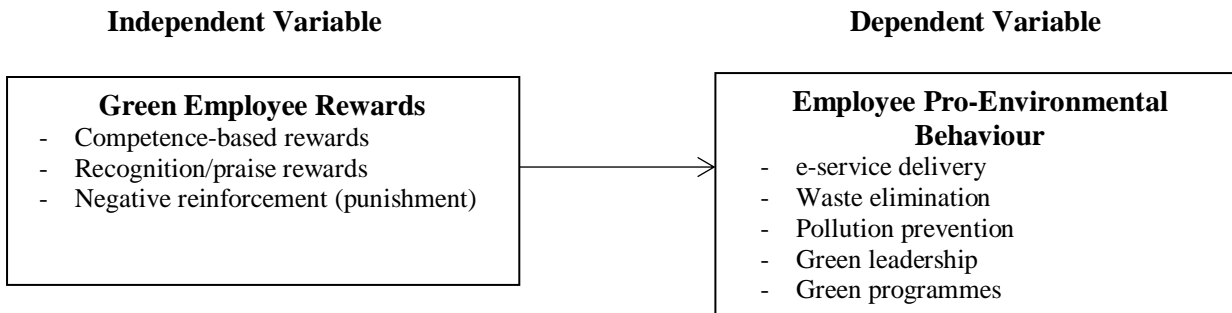 Independent Variable
Dependent Variable
Green Employee Rewards
- Competence-based rewards
- Recognition/praise rewards
- Negative reinforcement (punishment)
Employee Pro-Environmental
Behaviour
- e-service delivery
- Waste elimination
- Pollution prevention
- Green leadership
- Green programmes